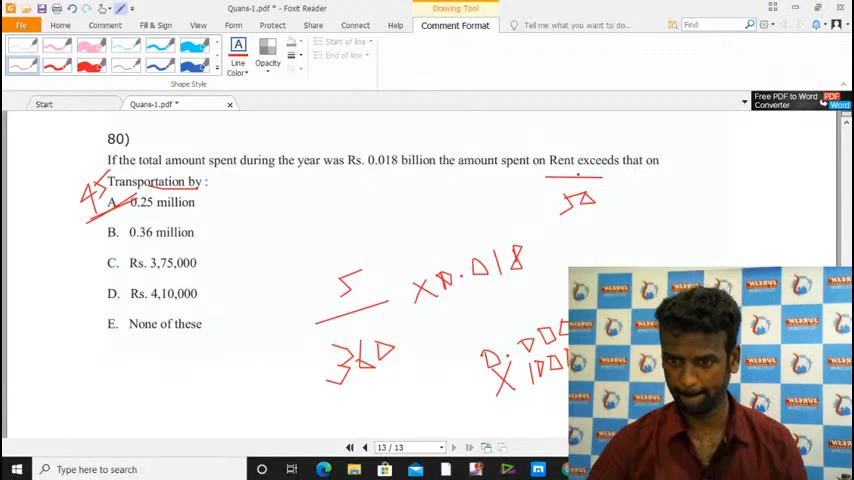 Quans-1.pdf * - Foxt Reader
Drawing Tool
File Home Comment Fill & Sign View Form Protect Share Connect Help Comment Format Tell me what you want to do... Find
Line Color
Opacity
Start of line
End of line
Shape Style
Start Quans-1.pdf *
Free PDF to Word Converter
PDF
Word
80)
If the total amount spent during the year was Rs. 0.018 billion the amount spent on Rent exceeds that on
Transportation by :
45
50
A. 0.25 million
B. 0.36 million
C. Rs. 3,75,000
D. Rs. 4,10,000
E. None of these
5
360
×0.018
13 / 13
Type here to search
SURESH